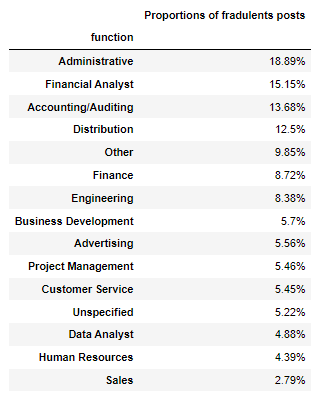 Proportions of fradulents posts
function
Administrative 18.89%
Financial Analyst 15.15%
Accounting/Auditing 13.68%
Distribution 12.5%
Other 9.85%
Finance 8.72%
Engineering 8.38%
Business Development 5.7%
Advertising 5.56%
Project Management 5.46%
Customer Service 5.45%
Unspecified 5.22%
Data Analyst 4.88%
Human Resources 4.39%
Sales 2.79%